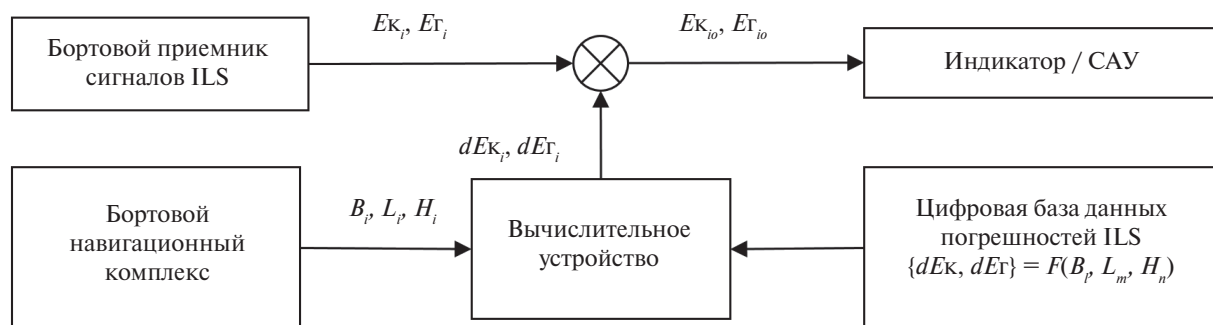 Eк_i, Eг_i
Eк_io, Eг_io
Бортовой приемник
сигналов ILS
Индикатор / САУ
dEк_i, dEг_i
B_i, L_i, H_i
Бортовой
навигационный
комплекс
Вычислительное
устройство
Цифровая база данных
погрешностей ILS
{dEк, dEг} = F(B_l, L_m, H_n)